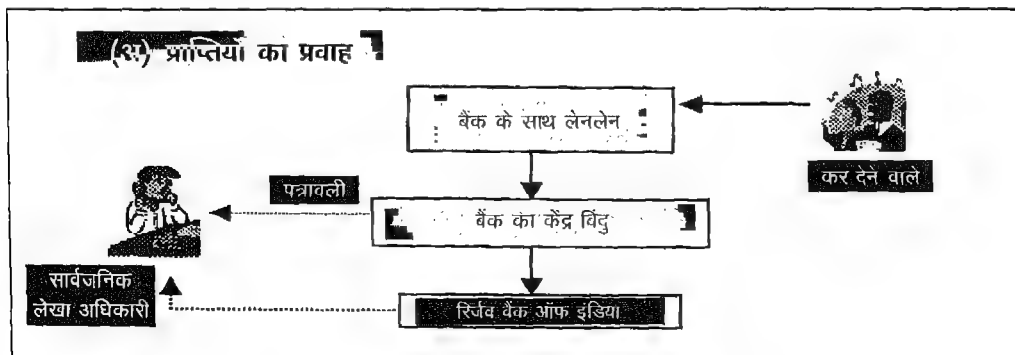 (अ) प्राप्तियों का प्रवाह
बैंक के साथ लेनलेन
कर देने वाले
पत्रावली
बैंक का केंद्र बिंदु
सार्वजनिक
लेखा अधिकारी
रिर्जव बैंक ऑफ इंडिया